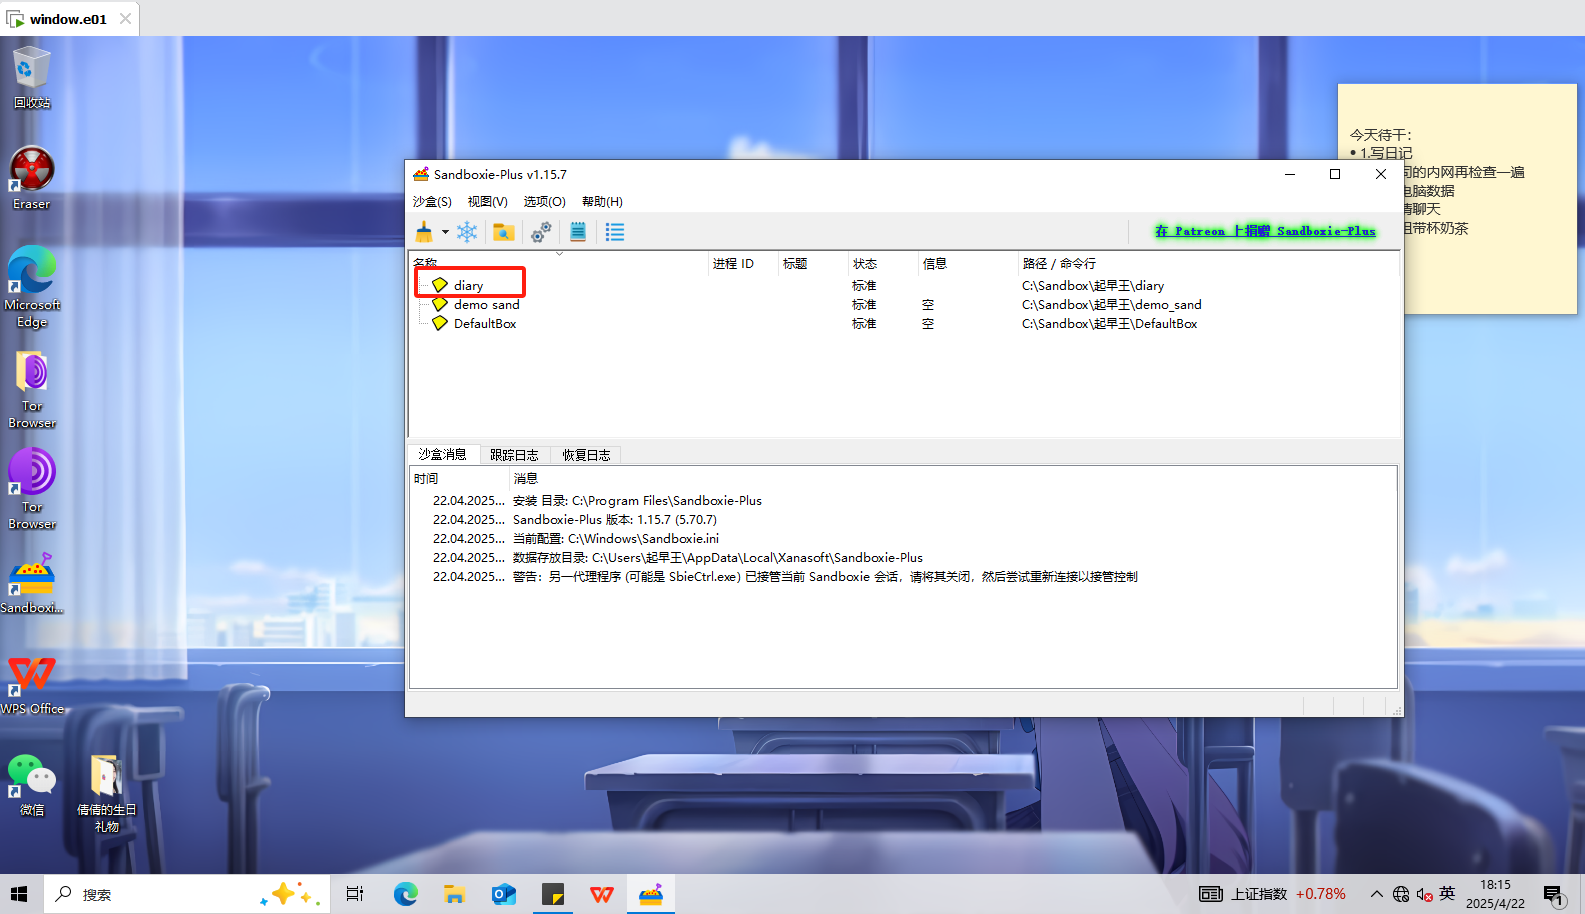 window.e01
回收站
Eraser
Microsoft
Edge
Tor
Browser
Tor
Browser
Sandboxi...
WPS Office
微信
倩倩的生日
礼物
今天待干：
• 1.写日记
的内网再检查一遍
电脑数据
聊天
带杯奶茶
Sandboxie-Plus v1.15.7
沙盒(S) 视图(V) 选项(O) 帮助(H)
在 Patreon 上捐赠 Sandboxie-Plus
名称 进程 ID 标题 状态 信息 路径 / 命令行
diary 标准 C:\Sandbox\起早王\diary
demo sand 标准 空 C:\Sandbox\起早王\demo_sand
DefaultBox 标准 空 C:\Sandbox\起早王\DefaultBox
沙盒消息 跟踪日志 恢复日志
时间 消息
22.04.2025... 安装 目录: C:\Program Files\Sandboxie-Plus
22.04.2025... Sandboxie-Plus 版本: 1.15.7 (5.70.7)
22.04.2025... 当前配置: C:\Windows\Sandboxie.ini
22.04.2025... 数据存放目录: C:\Users\起早王\AppData\Local\Xanasoft\Sandboxie-Plus
22.04.2025... 警告：另一代理程序 (可能是 SbieCtrl.exe) 已接管当前 Sandboxie 会话，请将其关闭，然后尝试重新连接以接管控制
搜索
上证指数 +0.78%
英
18:15
2025/4/22
1